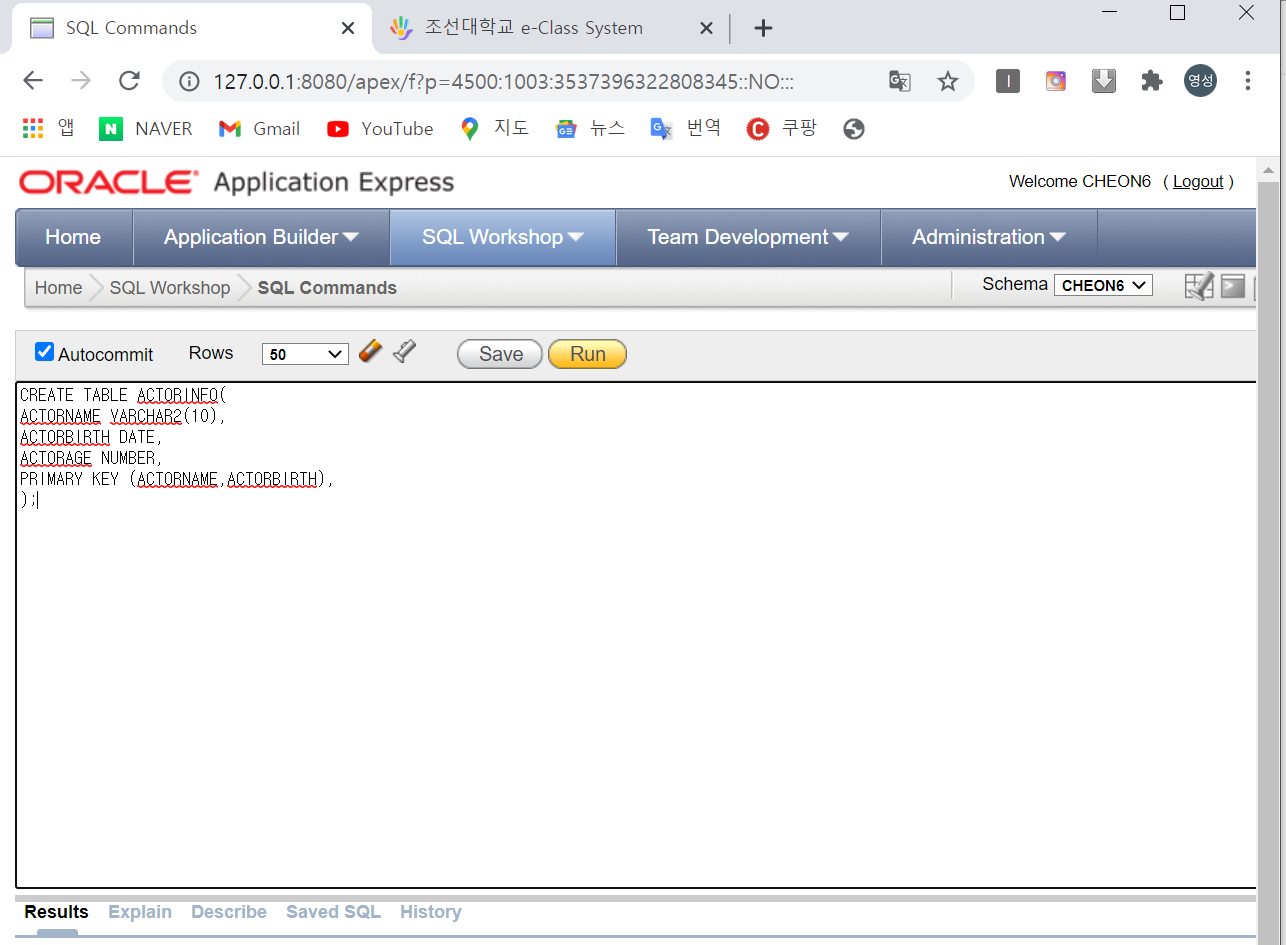 SQL Commands
조선대학교 e-Class System
127.0.0.1:8080/apex/f?p=4500:1003:3537396322808345::NO:::
영성
앱 NAVER Gmail YouTube 지도 뉴스 번역 쿠팡
ORACLE Application Express
Welcome CHEON6 ( Logout )
Home Application Builder SQL Workshop Team Development Administration
Home SQL Workshop SQL Commands
Schema CHEON6
Autocommit Rows 50 Save Run
CREATE TABLE ACTORINFO(
ACTORNAME VARCHAR2(10),
ACTORBIRTH DATE,
ACTORAGE NUMBER,
PRIMARY KEY (ACTORNAME,ACTORBIRTH),
);
Results Explain Describe Saved SQL History